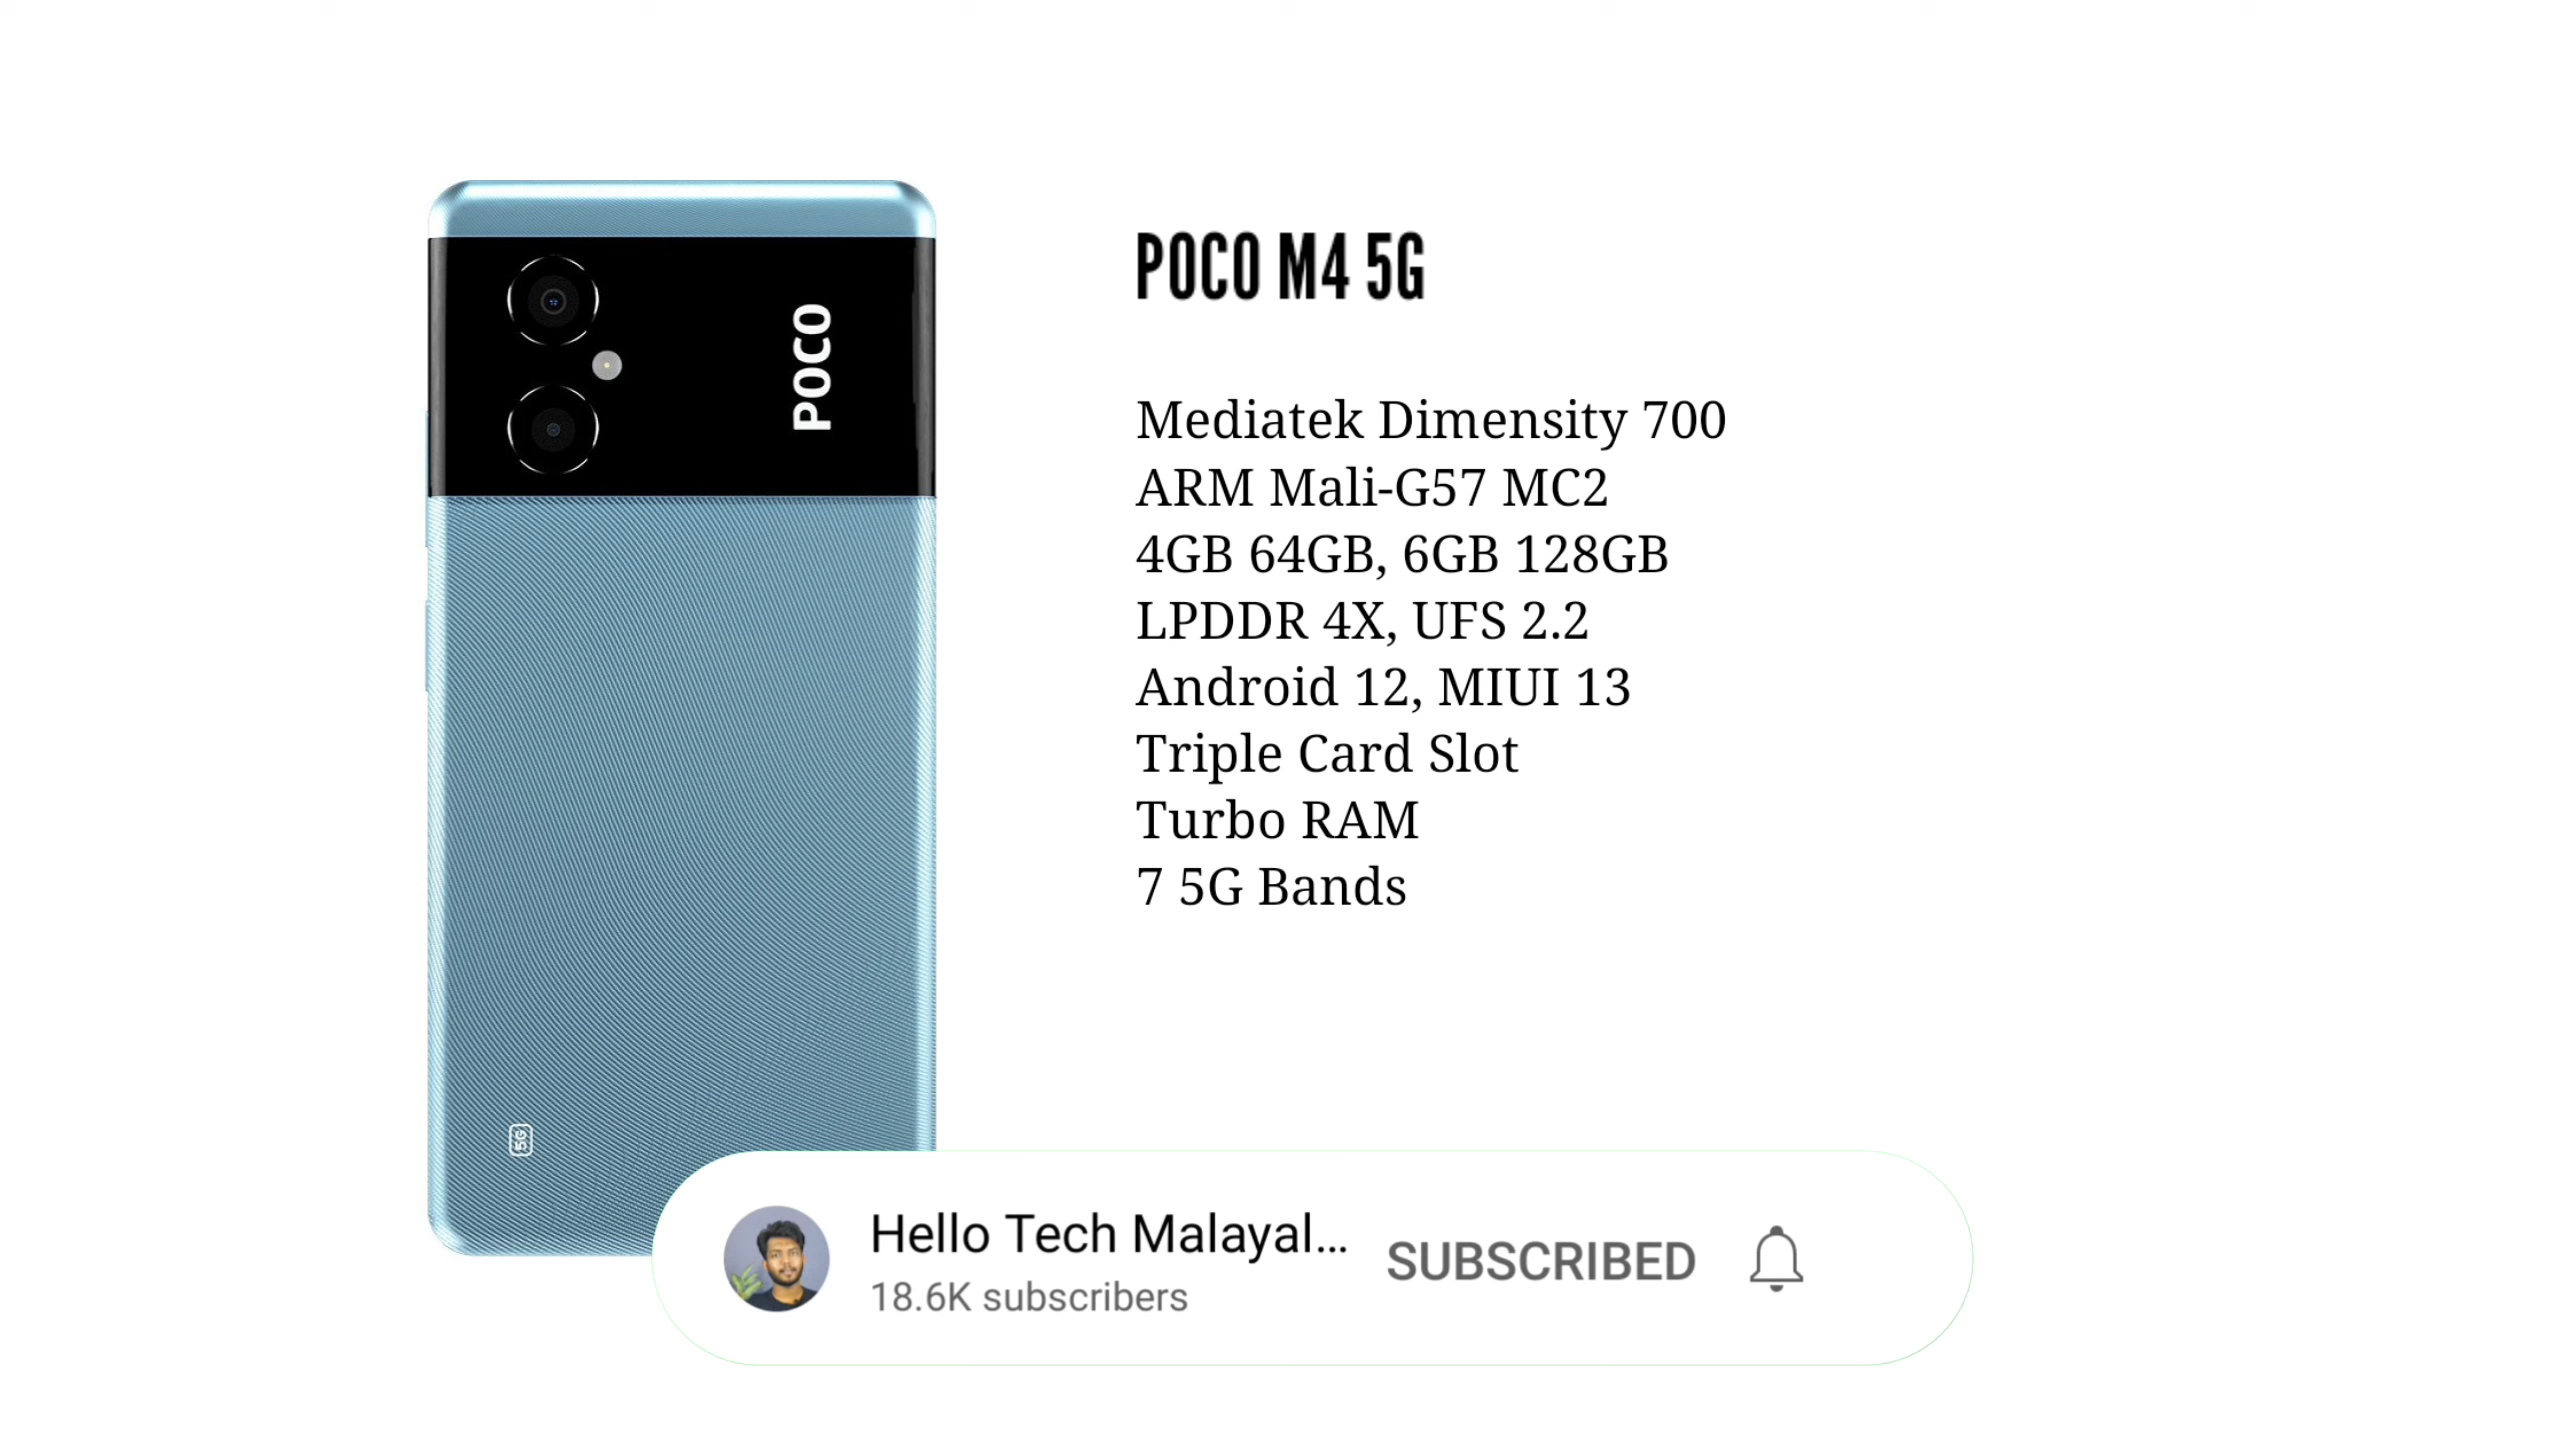 POCO
5G
POCO M4 5G
Mediatek Dimensity 700
ARM Mali-G57 MC2
4GB 64GB, 6GB 128GB
LPDDR 4X, UFS 2.2
Android 12, MIUI 13
Triple Card Slot
Turbo RAM
7 5G Bands
Hello Tech Malayal...
18.6K subscribers
SUBSCRIBED